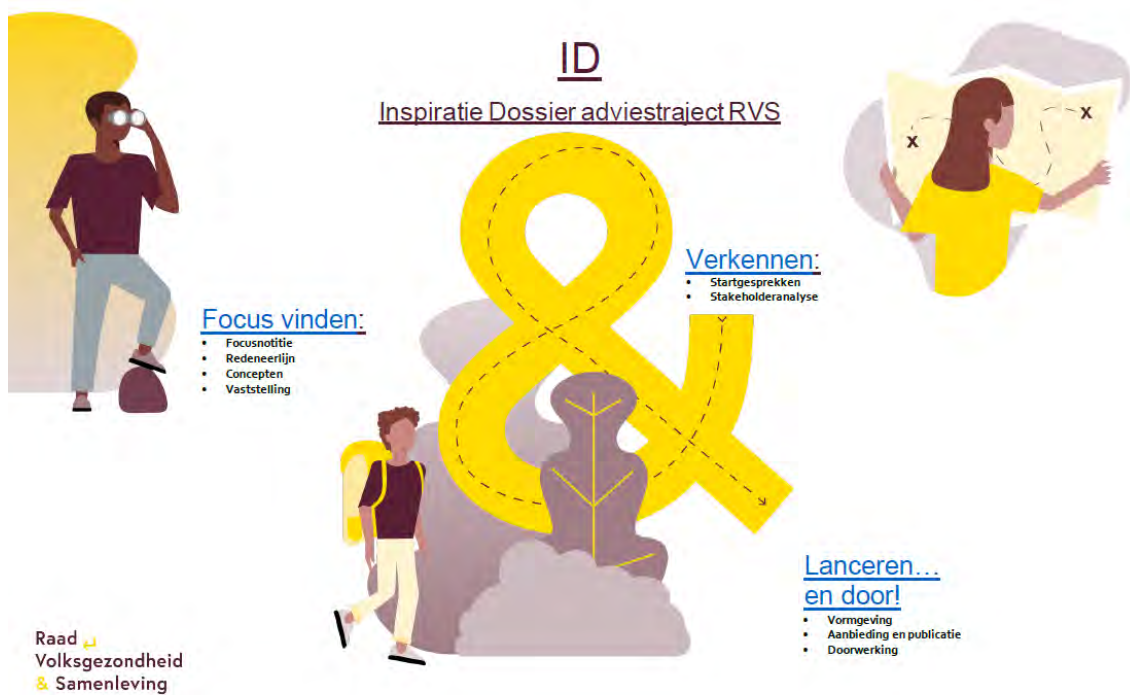 ID
Inspiratie Dossier adviestraject RVS
x
x
Verkennen:
• Startgesprekken
• Stakeholderanalyse
Focus vinden:
• Focusnotitie
• Redeneerlijn
• Concepten
• Vaststelling
&
Lanceren...
en door!
• Vormgeving
• Aanbieding en publicatie
• Doorwerking
Raad
Volksgezondheid
& Samenleving